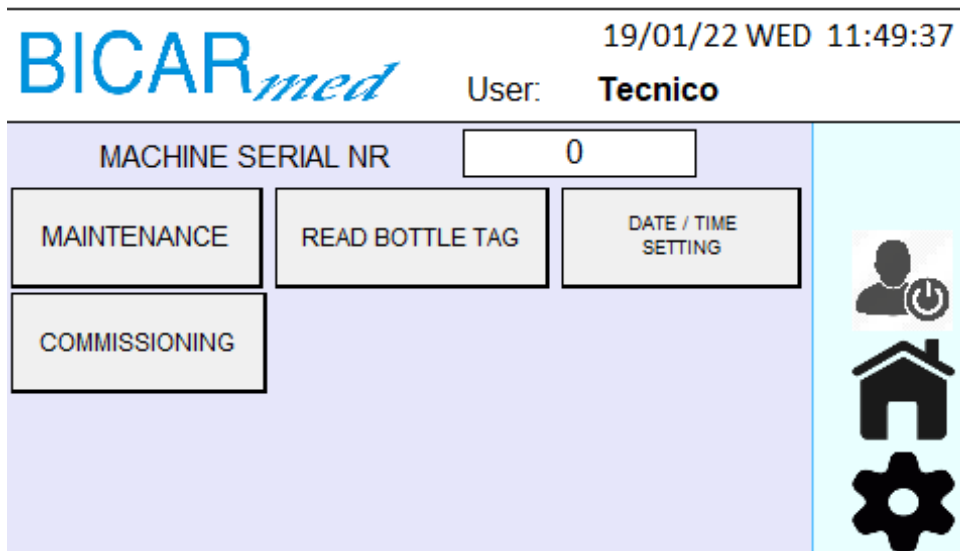 BICARmed
19/01/22 WED 11:49:37
User: Tecnico
MACHINE SERIAL NR 0
MAINTENANCE
READ BOTTLE TAG
DATE / TIME
SETTING
COMMISSIONING